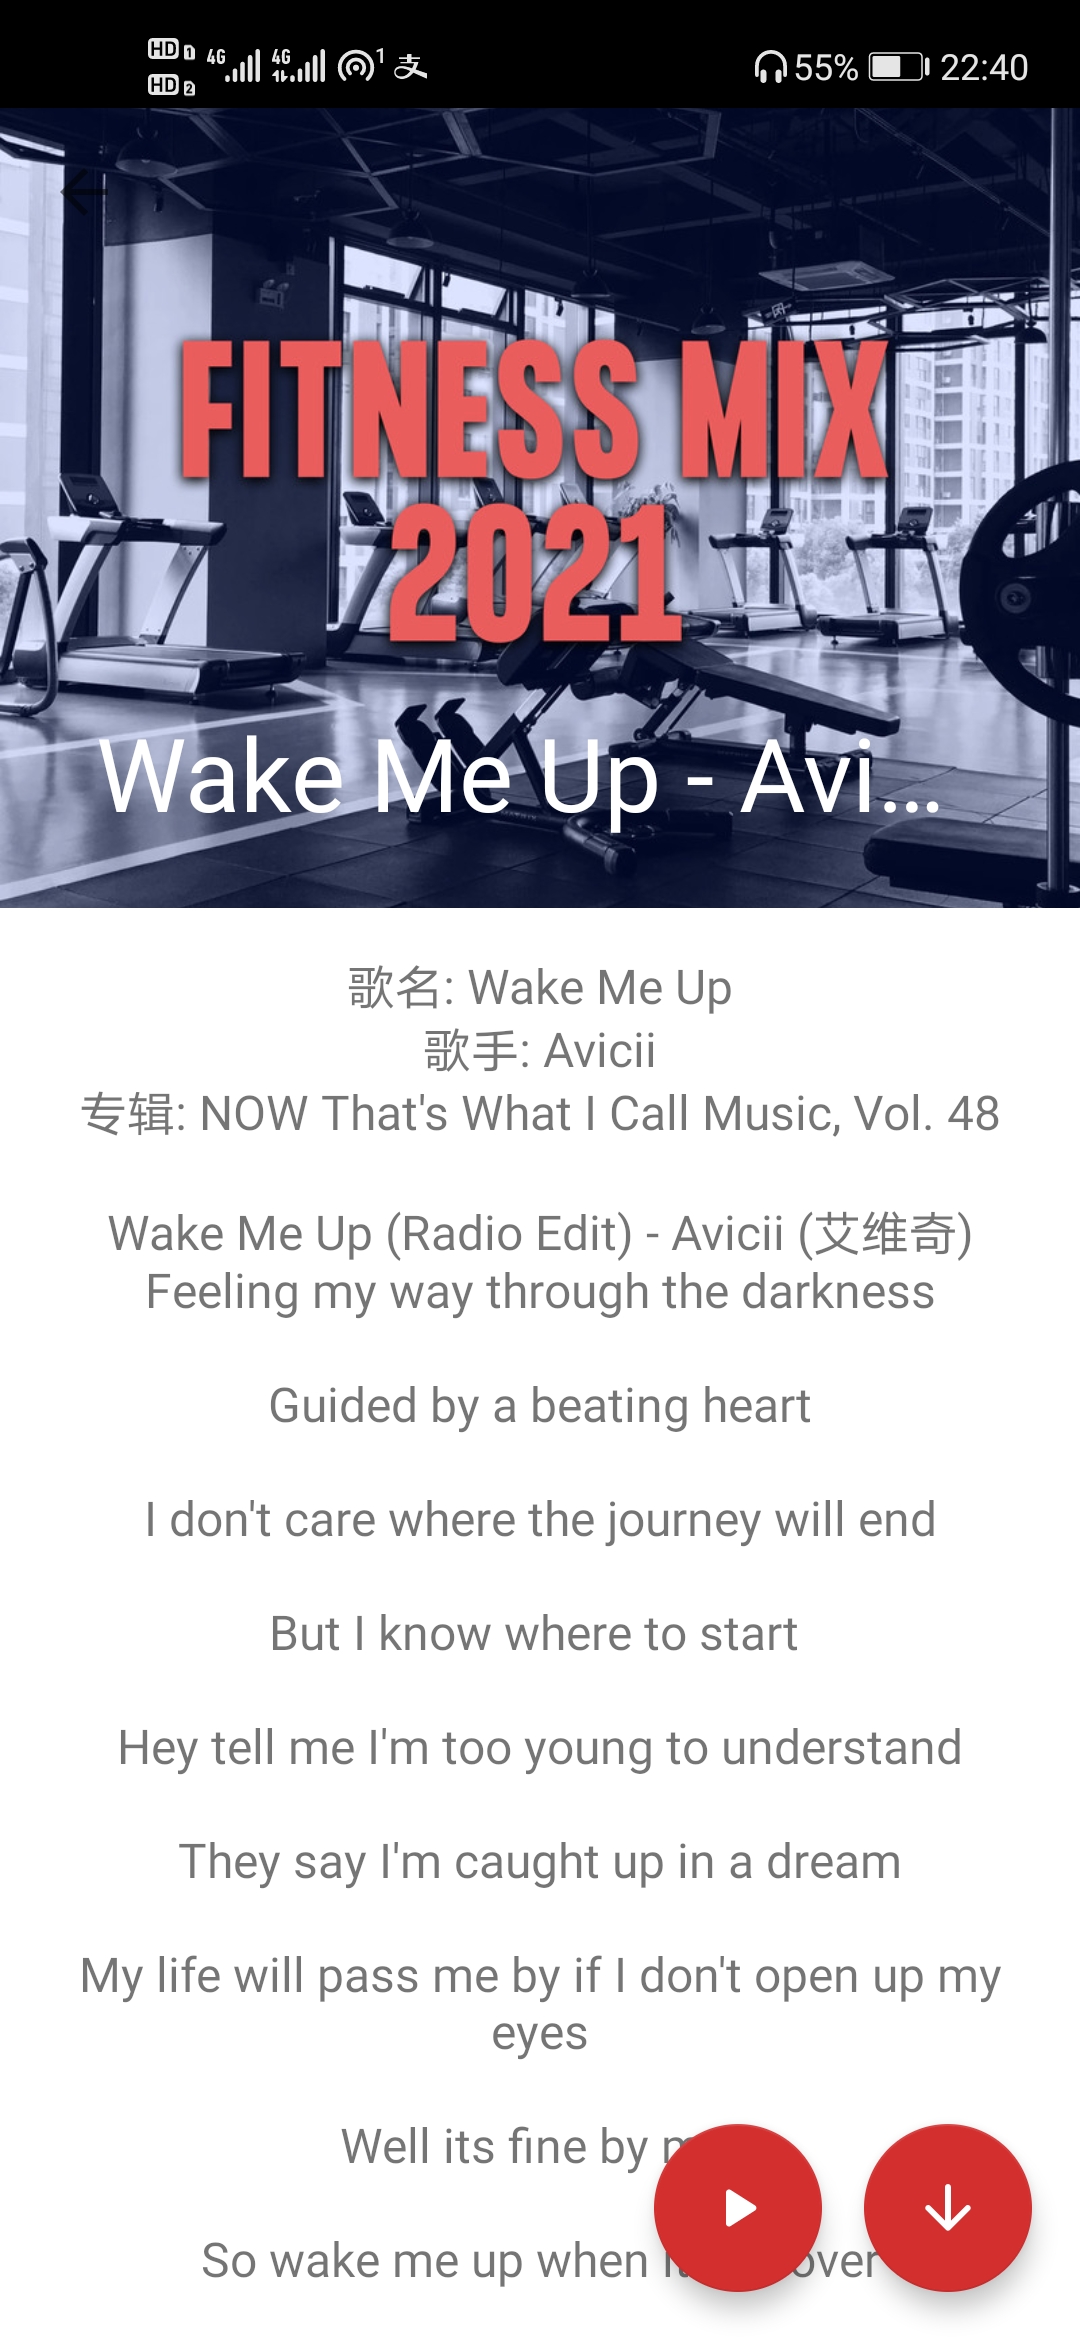 HD 1 4G 4G 1 支 55% 22:40
HD 2
FITNESS MIX
2021
Wake Me Up - Avi...
歌名: Wake Me Up
歌手: Avicii
专辑: NOW That's What I Call Music, Vol. 48
Wake Me Up (Radio Edit) - Avicii (艾维奇)
Feeling my way through the darkness
Guided by a beating heart
I don't care where the journey will end
But I know where to start
Hey tell me I'm too young to understand
They say I'm caught up in a dream
My life will pass me by if I don't open up my
eyes
Well its fine by
So wake me up when over